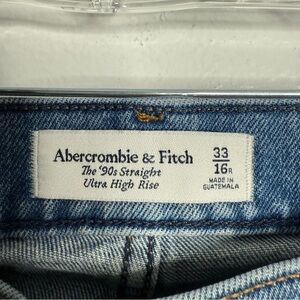 Abercrombie & Fitch
The '90s Straight
Ultra High Rise
33
16R
MADE IN
GUATEMALA